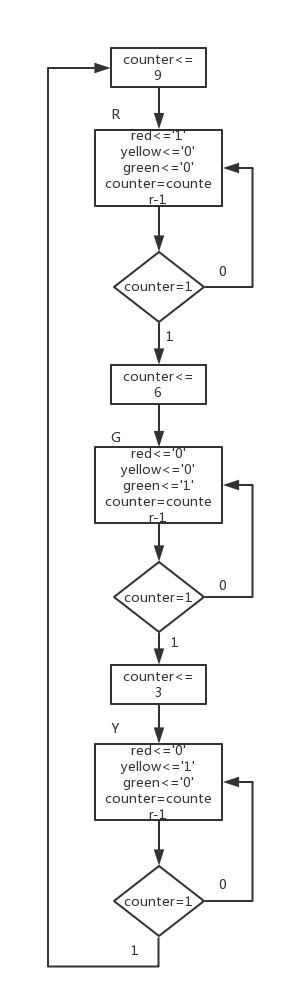 counter<=
9
R
red<='1'
yellow<='0'
green<='0'
counter=counte
r-1
counter=1
0
1
counter<=
6
G
red<='0'
yellow<='0'
green<='1'
counter=counte
r-1
counter=1
0
1
counter<=
3
Y
red<='0'
yellow<='1'
green<='0'
counter=counte
r-1
counter=1
0
1